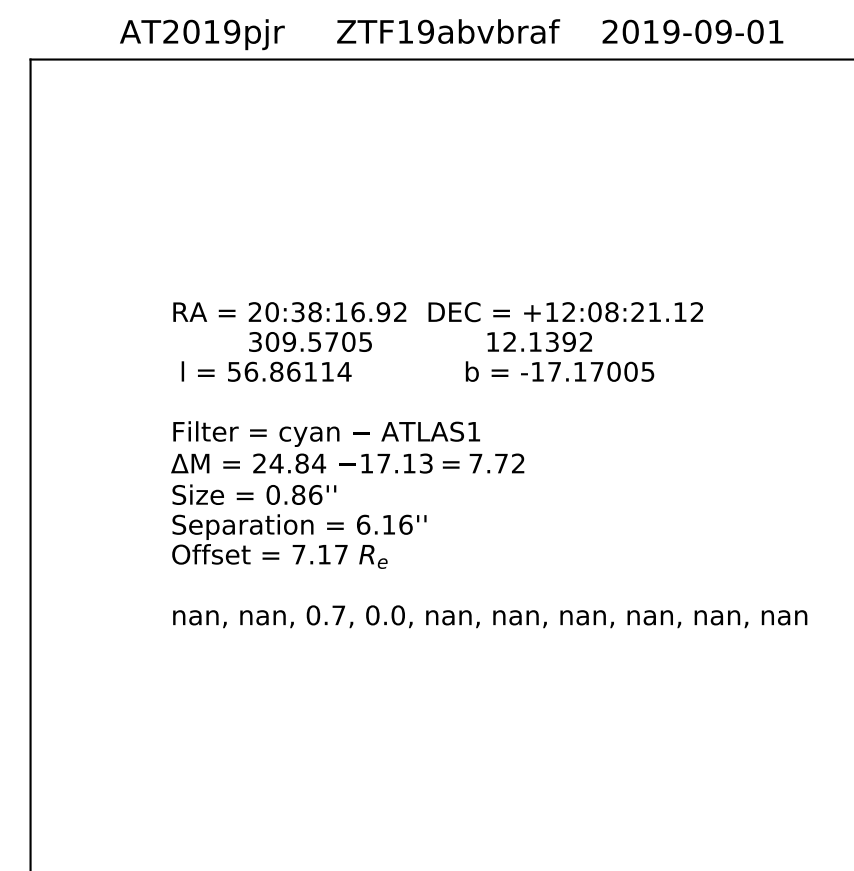 AT2019pjr ZTF19abvbraf 2019-09-01
RA = 20:38:16.92 DEC = +12:08:21.12
309.5705 12.1392
l = 56.86114 b = -17.17005
Filter = cyan − ATLAS1
ΔM = 24.84 −17.13 = 7.72
Size = 0.86''
Separation = 6.16''
Offset = 7.17 Rₑ
nan, nan, 0.7, 0.0, nan, nan, nan, nan, nan, nan